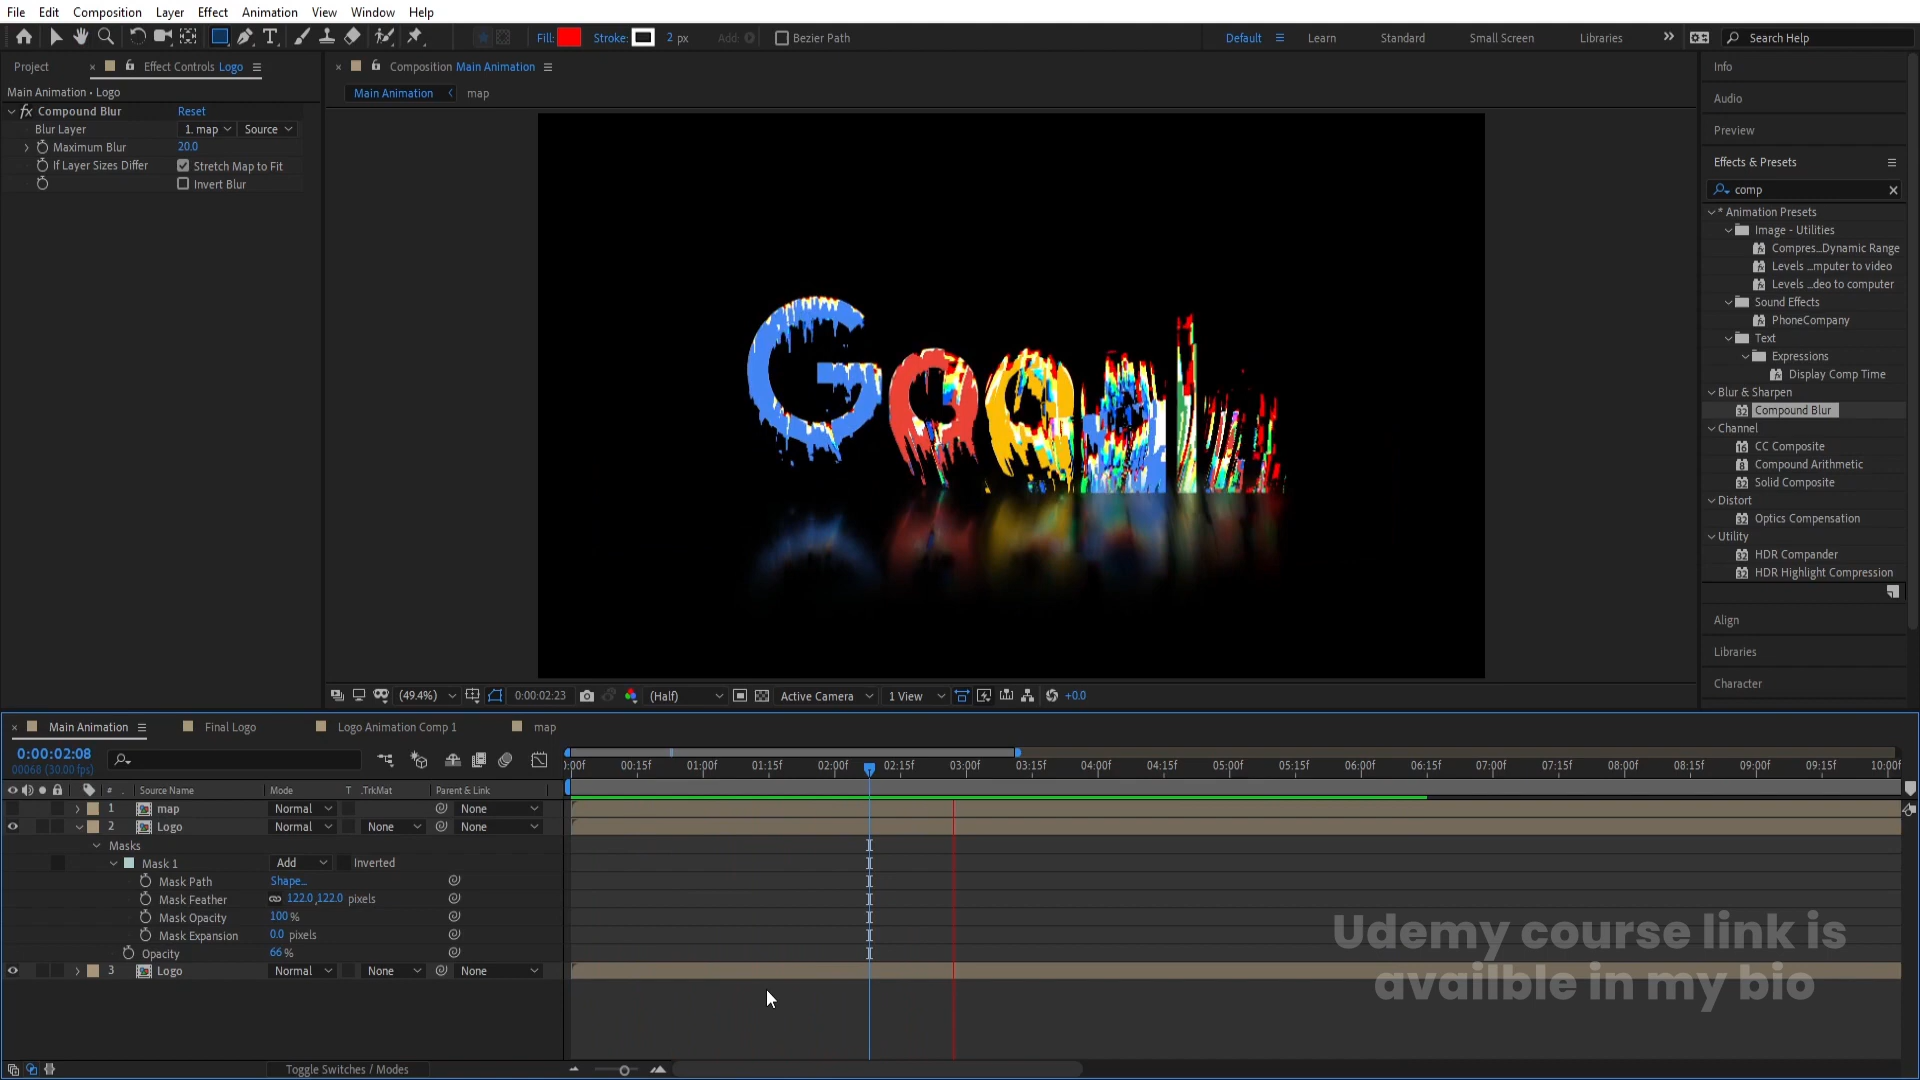 File Edit Composition Layer Effect Animation View Window Help
Fill: Stroke: 2 px Add: Bezier Path Default Learn Standard Small Screen Libraries Search Help
Project Effect Controls Logo
Composition Main Animation
Main Animation map
Main Animation • Logo
fx Compound Blur Reset
Blur Layer 1. map Source
Maximum Blur 20.0
If Layer Sizes Differ Stretch Map to Fit
Invert Blur
Google
Info
Audio
Preview
Effects & Presets
comp
* Animation Presets
Image - Utilities
Compres...Dynamic Range
Levels ...mputer to video
Levels ...deo to computer
Sound Effects
PhoneCompany
Text
Expressions
Display Comp Time
Blur & Sharpen
Compound Blur
Channel
CC Composite
Compound Arithmetic
Solid Composite
Distort
Optics Compensation
Utility
HDR Compander
HDR Highlight Compression
Align
Libraries
Character
(49.4%) 0:00:02:23 (Half) Active Camera 1 View +0.0
Main Animation Final Logo Logo Animation Comp 1 map
0:00:02:08
00068 (30.00 fps)
:00f 00:15f 01:00f 01:15f 02:00f 02:15f 03:00f 03:15f 04:00f 04:15f 05:00f 05:15f 06:00f 06:15f 07:00f 07:15f 08:00f 08:15f 09:00f 09:15f 10:00f
# Source Name Mode T .TrkMat Parent & Link
1 map Normal None
2 Logo Normal None None
Masks
Mask 1 Add Inverted
Mask Path Shape...
Mask Feather 122.0,122.0 pixels
Mask Opacity 100%
Mask Expansion 0.0 pixels
Opacity 66%
3 Logo Normal None None
Udemy course link is
availble in my bio
Toggle Switches / Modes